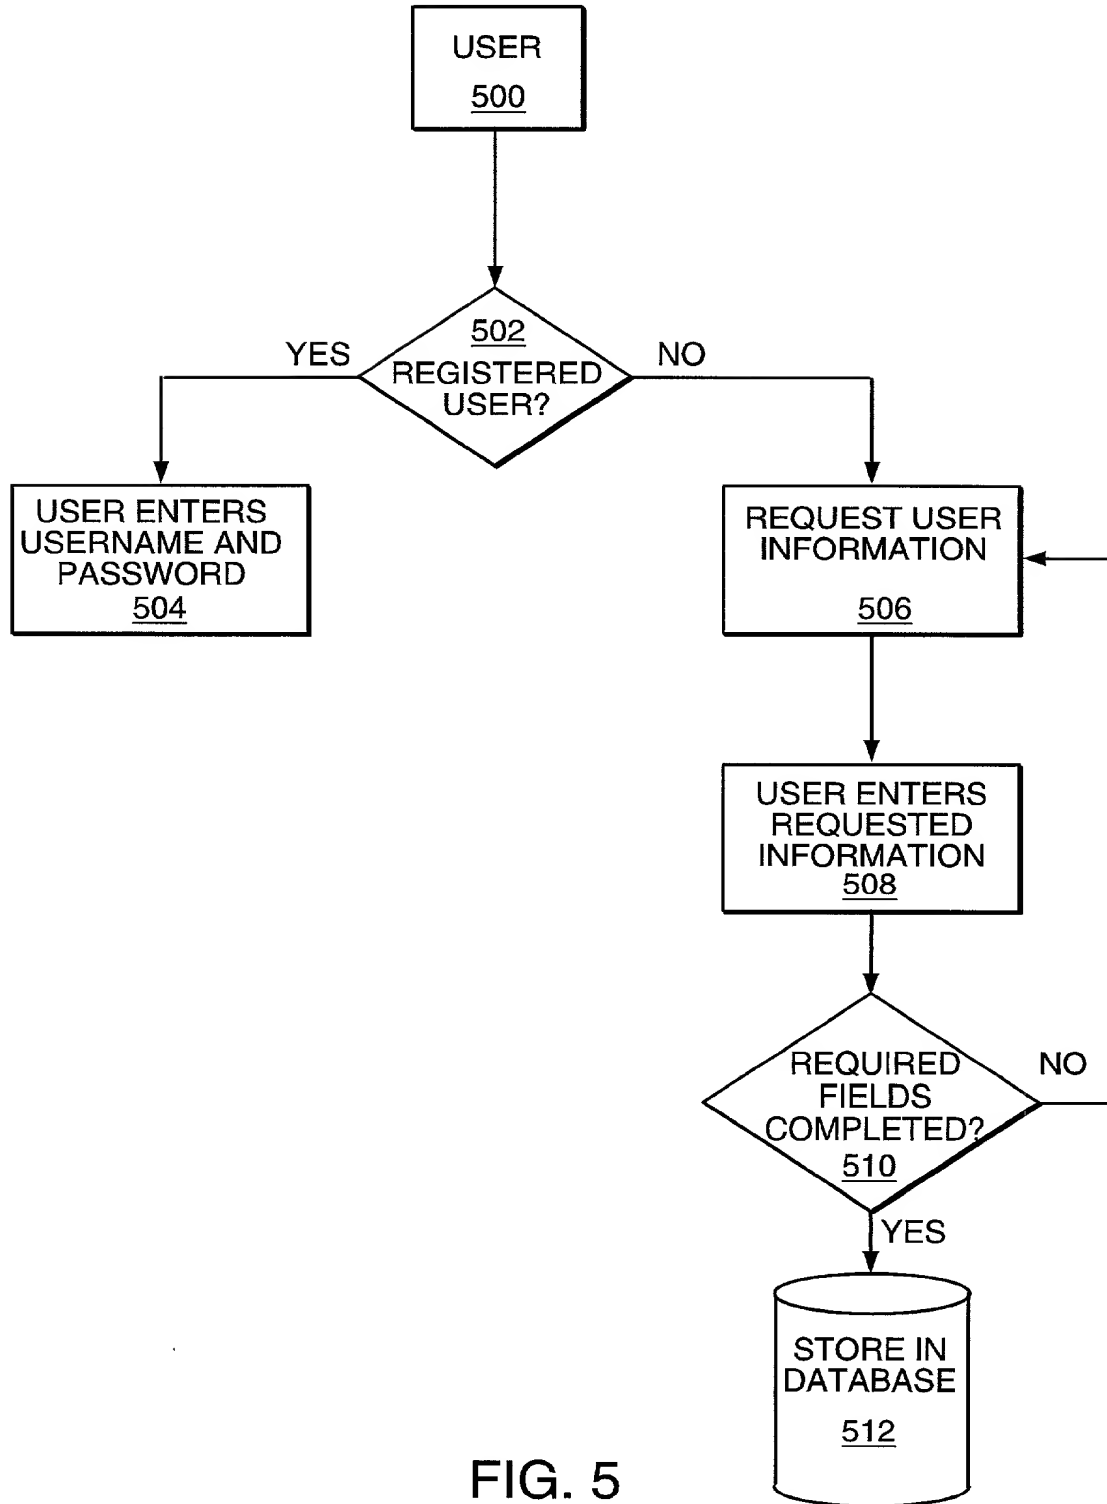 USER
500
502
YES
NO
REGISTERED
USER?
USER ENTERS
USERNAME AND
PASSWORD
504
REQUEST USER
INFORMATION
506
USER ENTERS
REQUESTED
INFORMATION
508
REQUIRED
FIELDS
COMPLETED?
510
NO
YES
STORE IN
DATABASE
512
FIG. 5